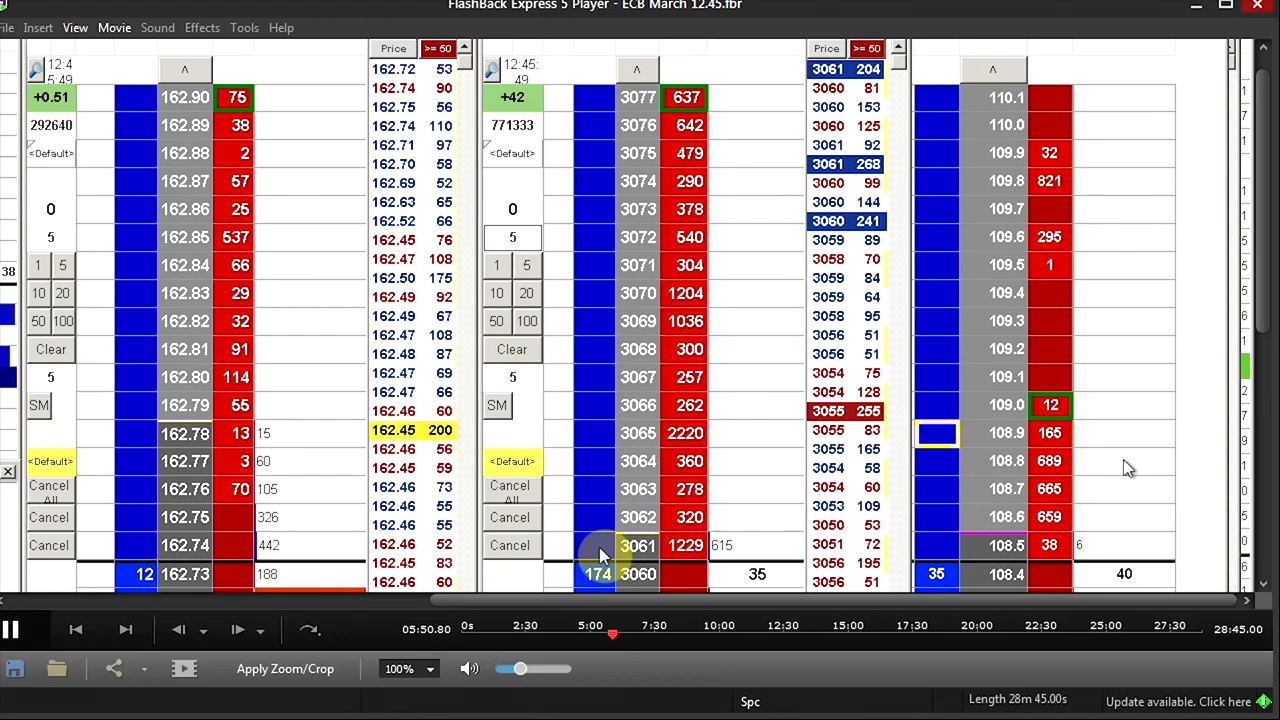 FlashBack Express 5 Player - ECB March 12.45.fbr
File Insert View Movie Sound Effects Tools Help
Price >= 50 Price >= 50
12:4 162.72 53 12:45: 3061 204
5:49 ^ 162.74 90 49 ^ 3060 81 ^
+0.51 162.90 75 162.75 56 +42 3077 637 3060 153 110.1
292640 162.89 38 162.74 110 771333 3076 642 3060 125 110.0
<Default> 162.88 2 162.71 97 <Default> 3075 479 3061 92 109.9 32
162.70 58 3061 268
162.87 57 162.69 52 3074 290 3060 99 109.8 821
0 162.86 25 162.63 65 0 3073 378 3060 144 109.7
162.52 66 3060 241
5 162.85 537 162.45 76 5 3072 540 3059 89 109.6 295
1 5 162.84 66 162.47 108 1 5 3071 304 3058 70 109.5 1
38 162.50 175 3059 84
10 20 162.83 29 162.49 92 10 20 3070 1204 3059 64 109.4
50 100 162.82 32 162.49 67 50 100 3069 1036 3058 95 109.3
162.47 108 3056 51
Clear 162.81 91 162.48 87 Clear 3068 300 3056 51 109.2
5 162.80 114 162.47 69 5 3067 257 3054 75 109.1
162.47 66 3054 128
SM 162.79 55 162.46 60 SM 3066 262 3055 255 109.0 12
162.78 13 15 162.45 200 3065 2220 3055 83 108.9 165
162.46 56 3055 165
<Default> 162.77 3 60 162.45 59 <Default> 3064 360 3054 58 108.8 689
Cancel All 162.76 70 105 162.46 73 Cancel All 3063 278 3054 60 108.7 665
162.46 55 3053 109
Cancel 162.75 326 162.46 55 Cancel 3062 320 3050 53 108.6 659
Cancel 162.74 442 162.46 52 Cancel 3061 1229 615 3051 72 108.5 38 6
162.45 83 3056 195
12 162.73 188 162.46 60 174 3060 35 3056 51 35 108.4 40
05:50.80 0s 2:30 5:00 7:30 10:00 12:30 15:00 17:30 20:00 22:30 25:00 27:30 28:45.00
Apply Zoom/Crop 100%
Spc Length 28m 45.00s Update available. Click here